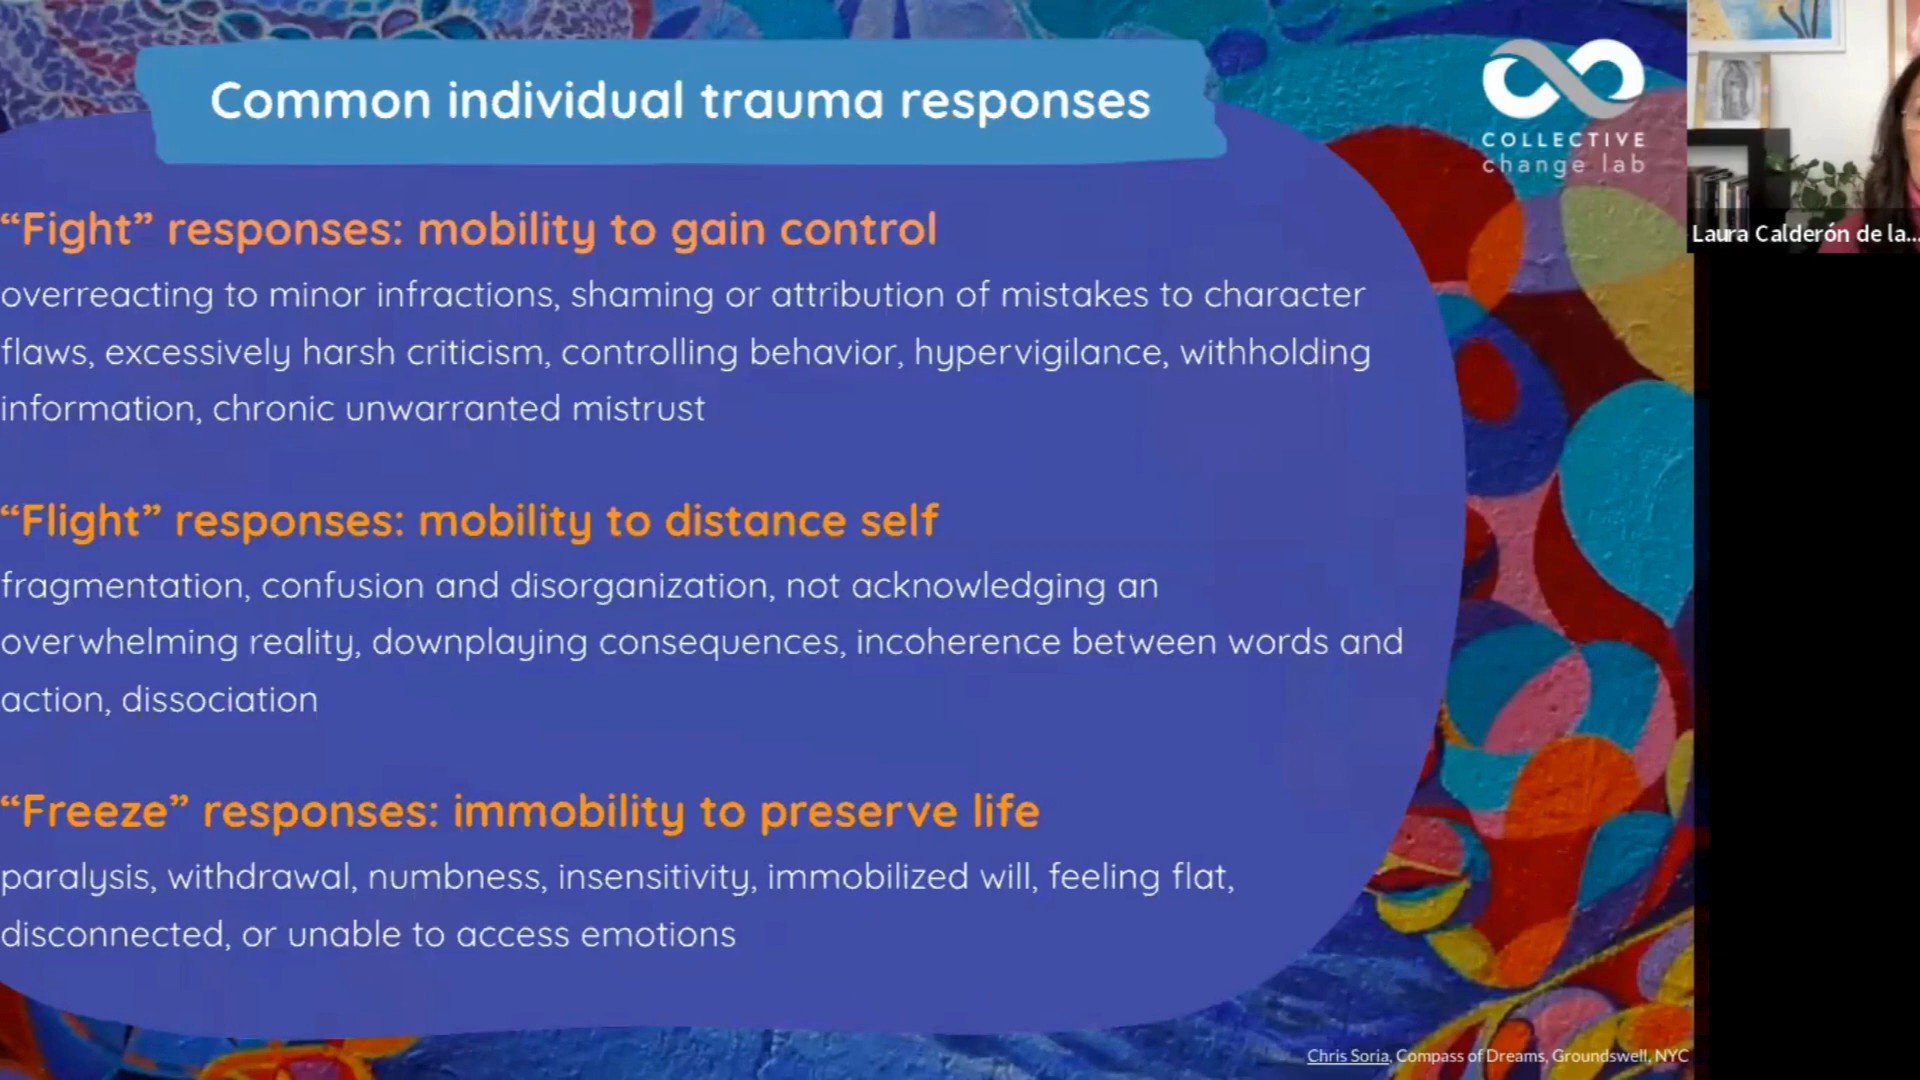 Common individual trauma responses
COLLECTIVE
change lab
Laura Calderón de la...
“Fight” responses: mobility to gain control
overreacting to minor infractions, shaming or attribution of mistakes to character
flaws, excessively harsh criticism, controlling behavior, hypervigilance, withholding
information, chronic unwarranted mistrust
“Flight” responses: mobility to distance self
fragmentation, confusion and disorganization, not acknowledging an
overwhelming reality, downplaying consequences, incoherence between words and
action, dissociation
“Freeze” responses: immobility to preserve life
paralysis, withdrawal, numbness, insensitivity, immobilized will, feeling flat,
disconnected, or unable to access emotions
Chris Soria, Compass of Dreams, Groundswell, NYC